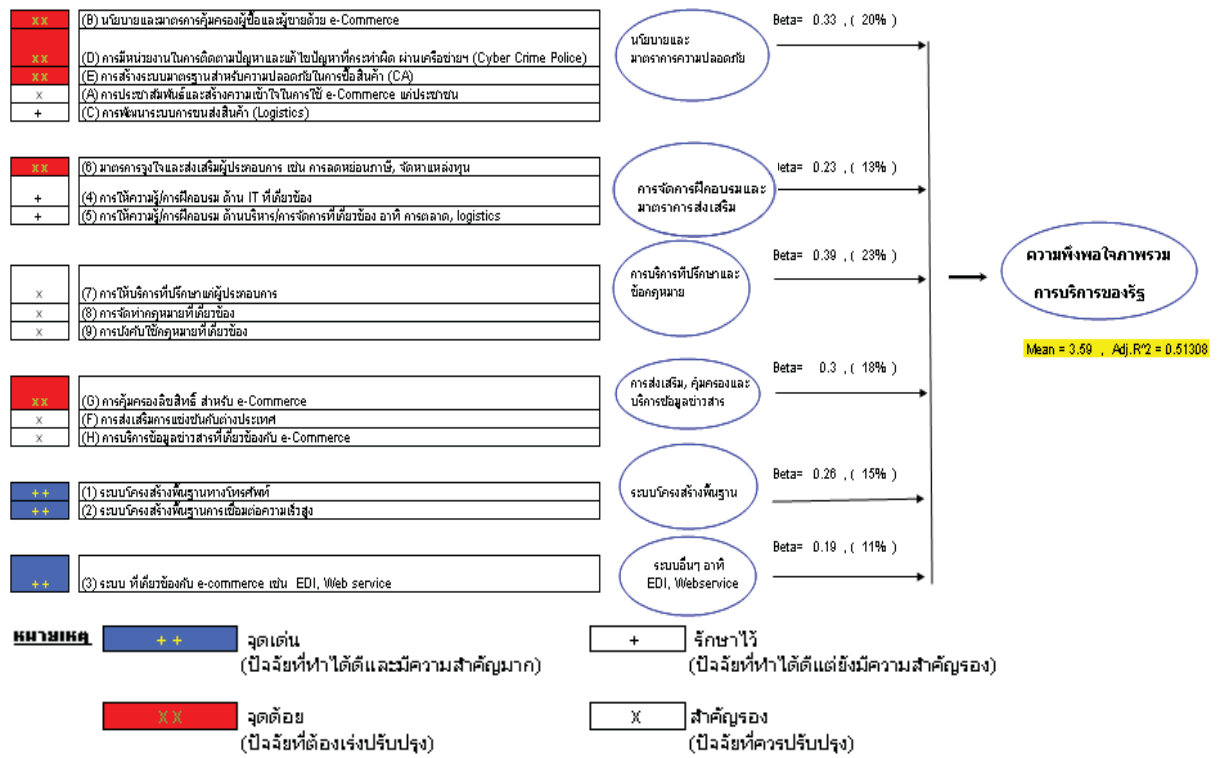 XX (B) นโยบายและมาตรการคุ้มครองผู้ซื้อและผู้ขายด้วย e-Commerce
XX (D) การมีหน่วยงานในการติดตามปัญหาและแก้ไขปัญหาที่กระทำผิด ผ่านเครือข่ายฯ (Cyber Crime Police)
XX (E) การสร้างระบบมาตรฐานสำหรับความปลอดภัยในการซื้อสินค้า (CA)
X (A) การประชาสัมพันธ์และสร้างความเข้าใจในการใช้ e-Commerce แก่ประชาชน
+ (C) การพัฒนาระบบการขนส่งสินค้า (Logistics)
นโยบายและ
มาตราการความปลอดภัย
Beta= 0.33 , ( 20% )
XX (6) มาตรการจูงใจและส่งเสริมผู้ประกอบการ เช่น การลดหย่อนภาษี, จัดหาแหล่งทุน
+ (4) การให้ความรู้/การฝึกอบรม ด้าน IT ที่เกี่ยวข้อง
+ (5) การให้ความรู้/การฝึกอบรม ด้านบริหาร/การจัดการที่เกี่ยวข้อง อาทิ การตลาด, logistics
การจัดการฝึกอบรมและ
มาตราการส่งเสริม
Beta= 0.23 , ( 13% )
X (7) การให้บริการที่ปรึกษาแก่ผู้ประกอบการ
X (8) การจัดทำกฎหมายที่เกี่ยวข้อง
X (9) การบังคับใช้กฎหมายที่เกี่ยวข้อง
การบริการที่ปรึกษาและ
ข้อกฎหมาย
Beta= 0.39 , ( 23% )
ความพึงพอใจภาพรวม
การบริการของรัฐ
Mean = 3.59 , Adj.R^2 = 0.51308
XX (G) การคุ้มครองลิขสิทธิ์ สำหรับ e-Commerce
X (F) การส่งเสริมการแข่งขันกับต่างประเทศ
X (H) การบริการข้อมูลข่าวสารที่เกี่ยวข้องกับ e-Commerce
การส่งเสริม, คุ้มครองและ
บริการข้อมูลข่าวสาร
Beta= 0.3 , ( 18% )
++ (1) ระบบโครงสร้างพื้นฐานทางโทรศัพท์
++ (2) ระบบโครงสร้างพื้นฐานการเชื่อมต่อความเร็วสูง
ระบบโครงสร้างพื้นฐาน
Beta= 0.26 , ( 15% )
++ (3) ระบบ ที่เกี่ยวข้องกับ e-commerce เช่น EDI, Web service
ระบบอื่นๆ อาทิ
EDI, Webservice
Beta= 0.19 , ( 11% )
หมายเหตุ ++ จุดเด่น
(ปัจจัยที่ทำได้ดีและมีความสำคัญมาก)
+ รักษาไว้
(ปัจจัยที่ทำได้ดีแต่ยังมีความสำคัญรอง)
XX จุดด้อย
(ปัจจัยที่ต้องเร่งปรับปรุง)
X สำคัญรอง
(ปัจจัยที่ควรปรับปรุง)